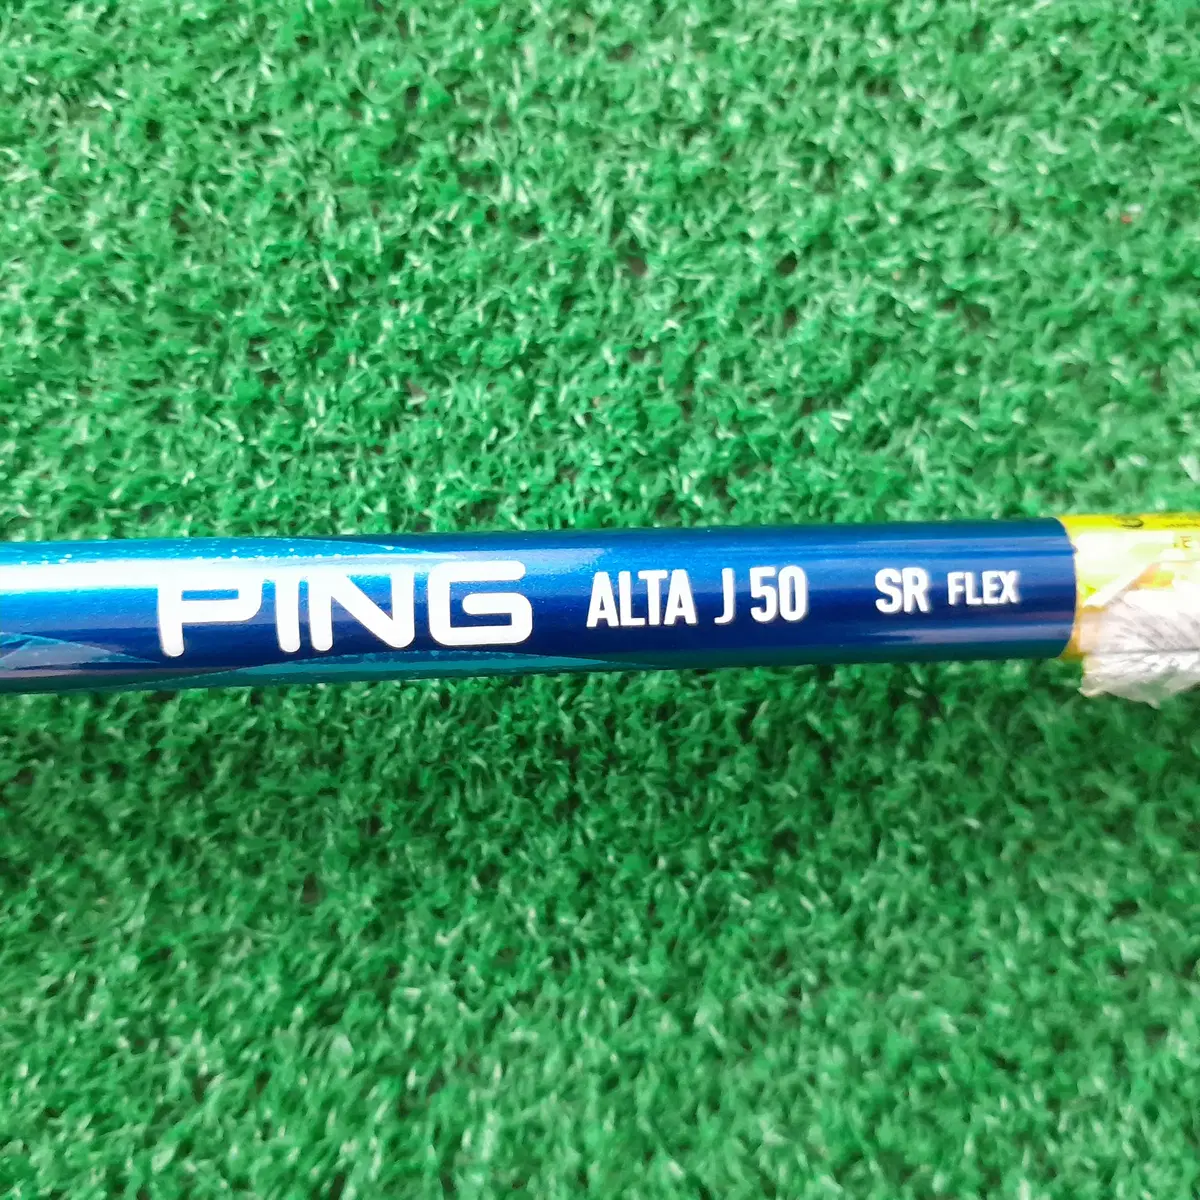 PING ALTA J 50 SR FLEX